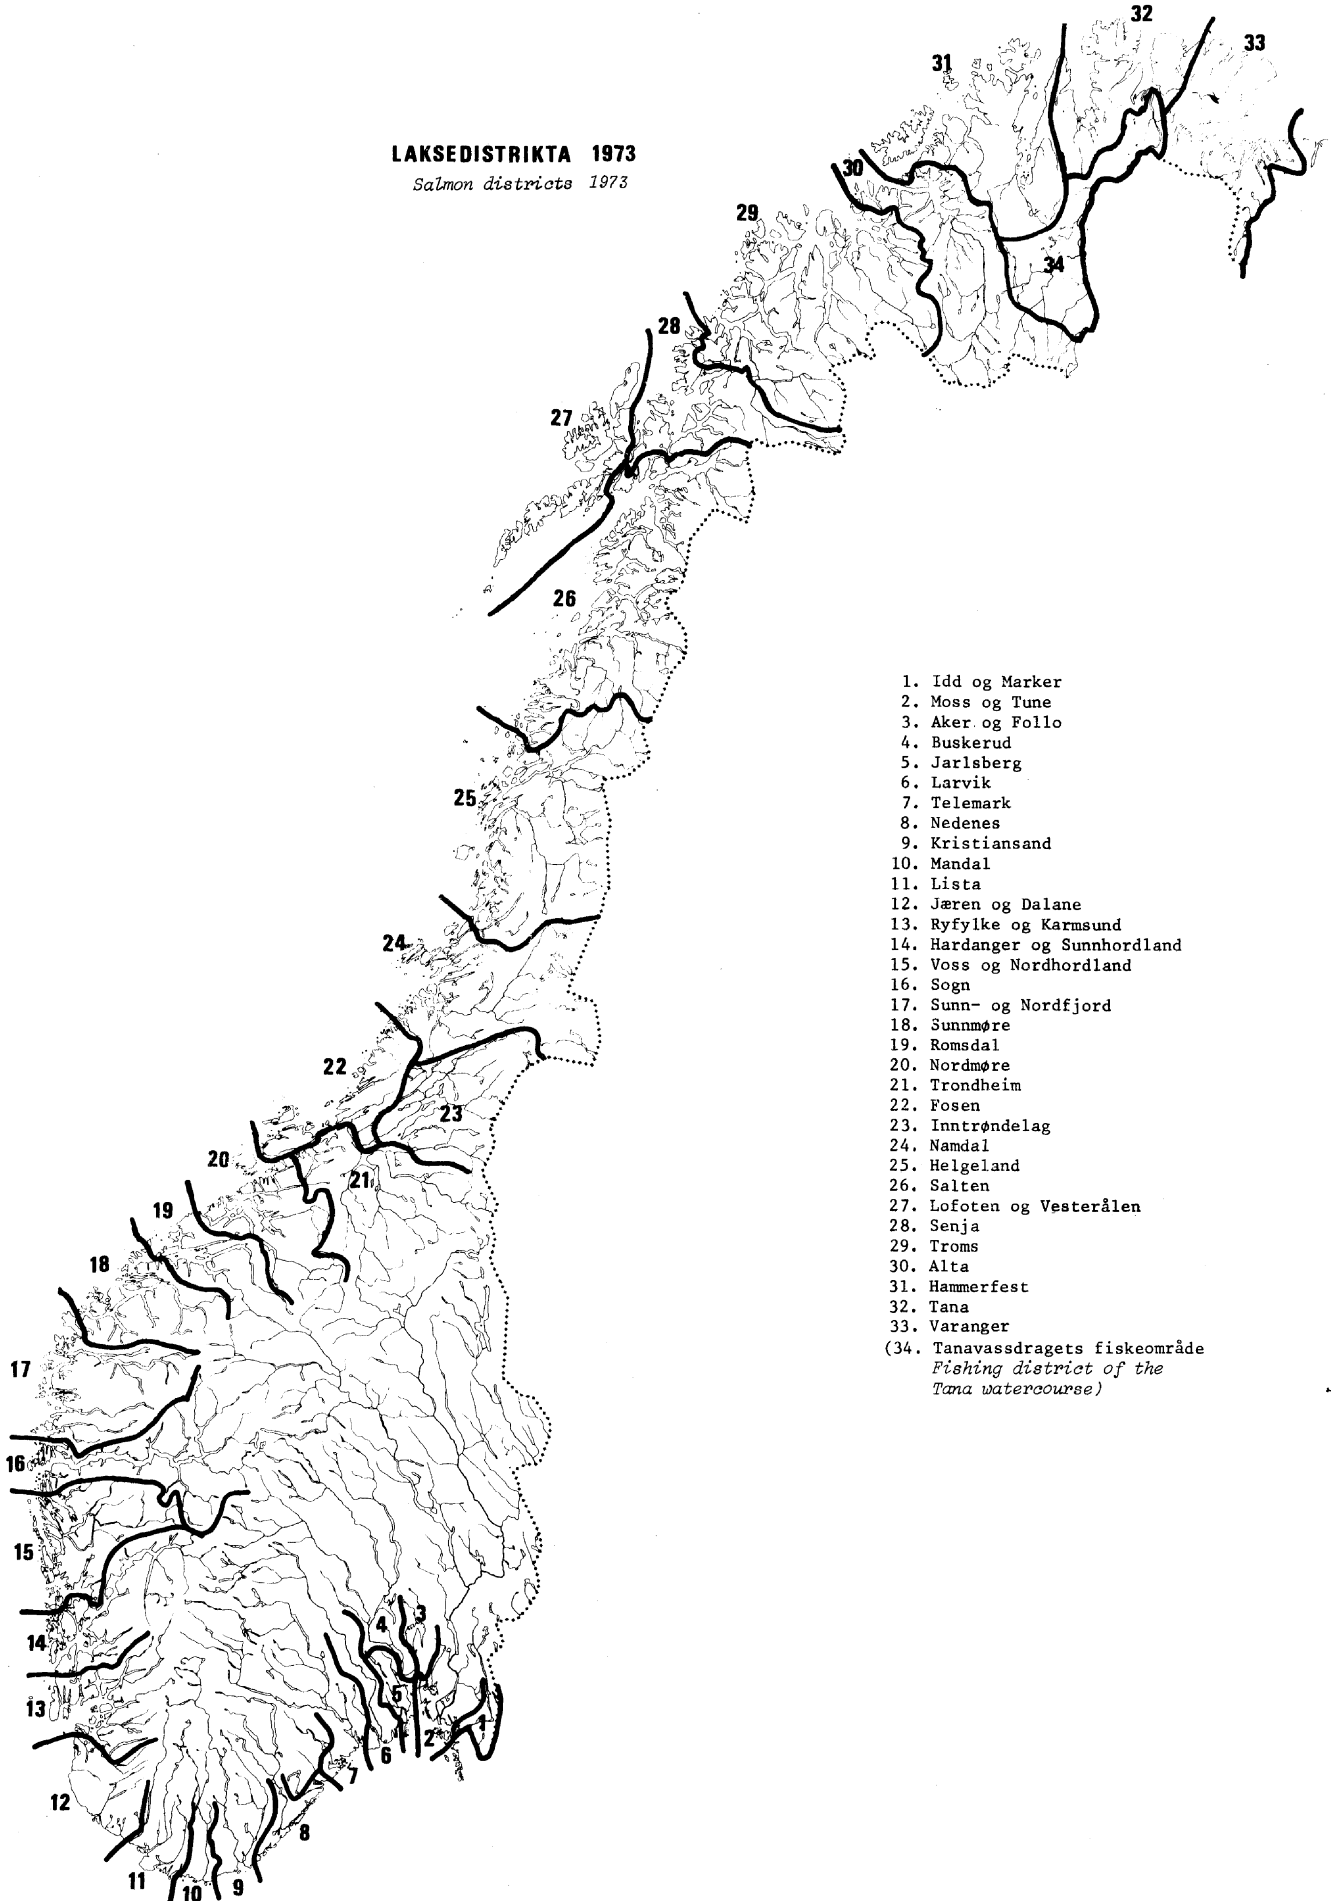 LAKSEDISTRIKTA 1973
Salmon districts 1973
32
33
31
30
29
34
28
27
26
25
24
22
23
20
21
19
18
17
16
15
14
13
12
11
10
9
8
7
6
5
4
3
2
1
1. Idd og Marker
2. Moss og Tune
3. Aker og Follo
4. Buskerud
5. Jarlsberg
6. Larvik
7. Telemark
8. Nedenes
9. Kristiansand
10. Mandal
11. Lista
12. Jæren og Dalane
13. Ryfylke og Karmsund
14. Hardanger og Sunnhordland
15. Voss og Nordhordland
16. Sogn
17. Sunn- og Nordfjord
18. Sunnmøre
19. Romsdal
20. Nordmøre
21. Trondheim
22. Fosen
23. Inntrøndelag
24. Namdal
25. Helgeland
26. Salten
27. Lofoten og Vesterålen
28. Senja
29. Troms
30. Alta
31. Hammerfest
32. Tana
33. Varanger
(34. Tanavassdragets fiskeområde
Fishing district of the
Tana watercourse)